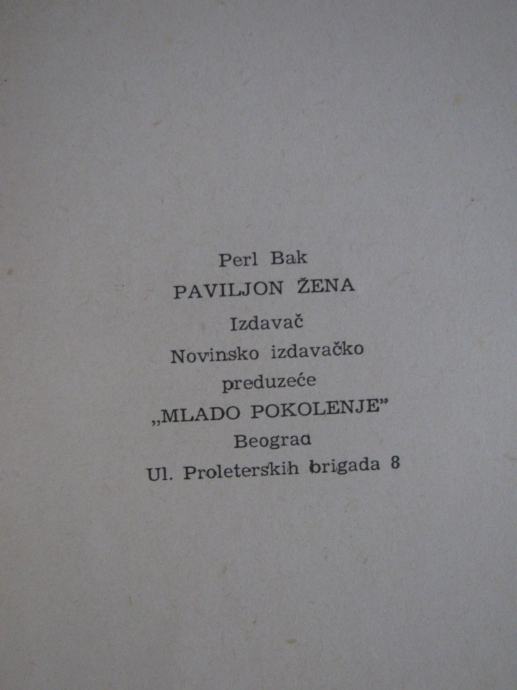 Perl Bak
PAVILJON ŽENA
Izdavač
Novinsko izdavačko
preduzeće
„MLADO POKOLENJE”
Beograd
Ul. Proleterskih brigada 8